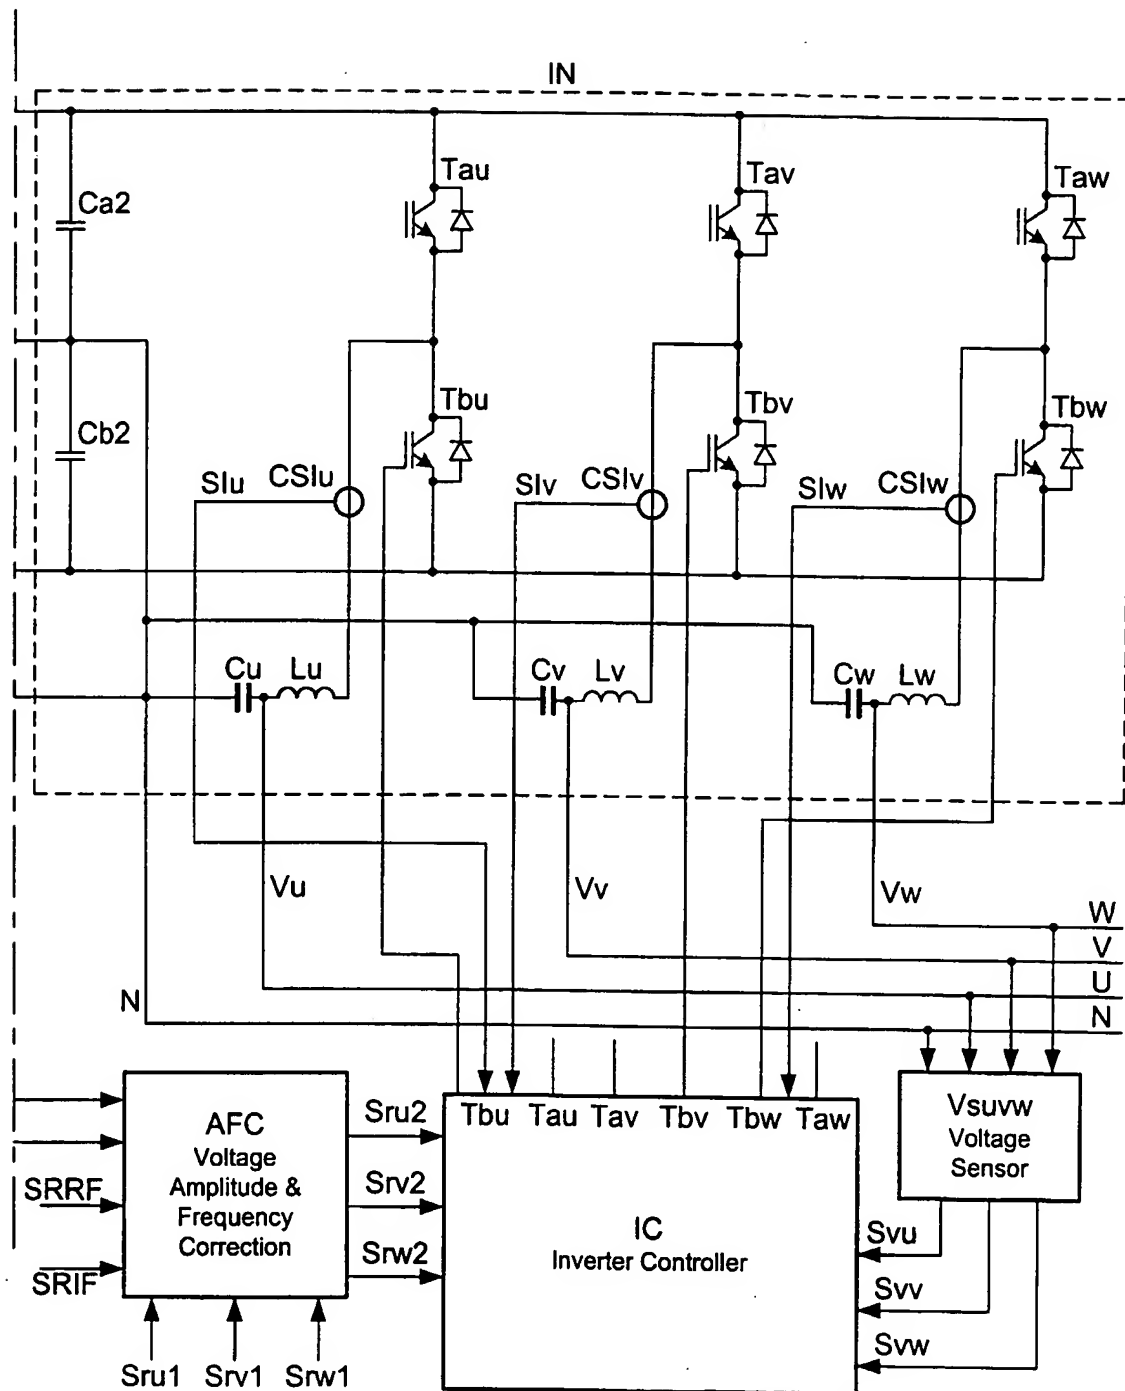 IN
Tau
Tav
Taw
Ca2
Tbu
Tbv
Tbw
Cb2
SIu
CSIu
SIv
CSIv
SIw
CSIw
Cu
Lu
Cv
Lv
Cw
Lw
Vu
Vv
Vw
W
V
U
N
N
Tbu
Tau
Tav
Tbv
Tbw
Taw
AFC
Voltage
Amplitude &
Frequency
Correction
Sru2
Srv2
Srw2
SRRF
SRIF
IC
Inverter Controller
Vsuvw
Voltage
Sensor
Svu
Svv
Svw
Sru1
Srv1
Srw1